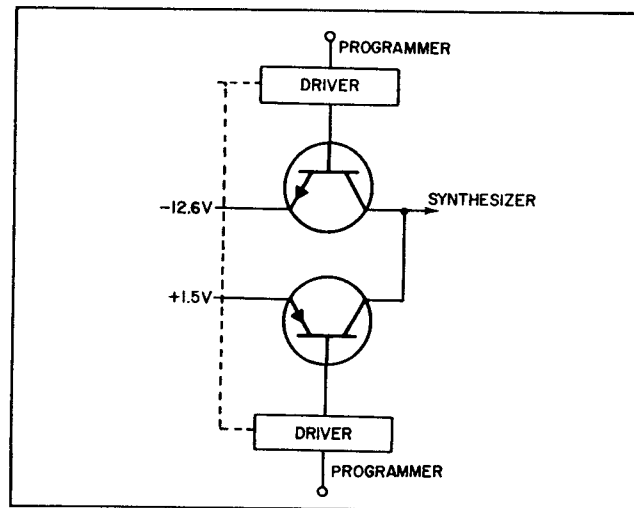 PROGRAMMER
DRIVER
SYNTHESIZER
-12.6V
+1.5V
DRIVER
PROGRAMMER